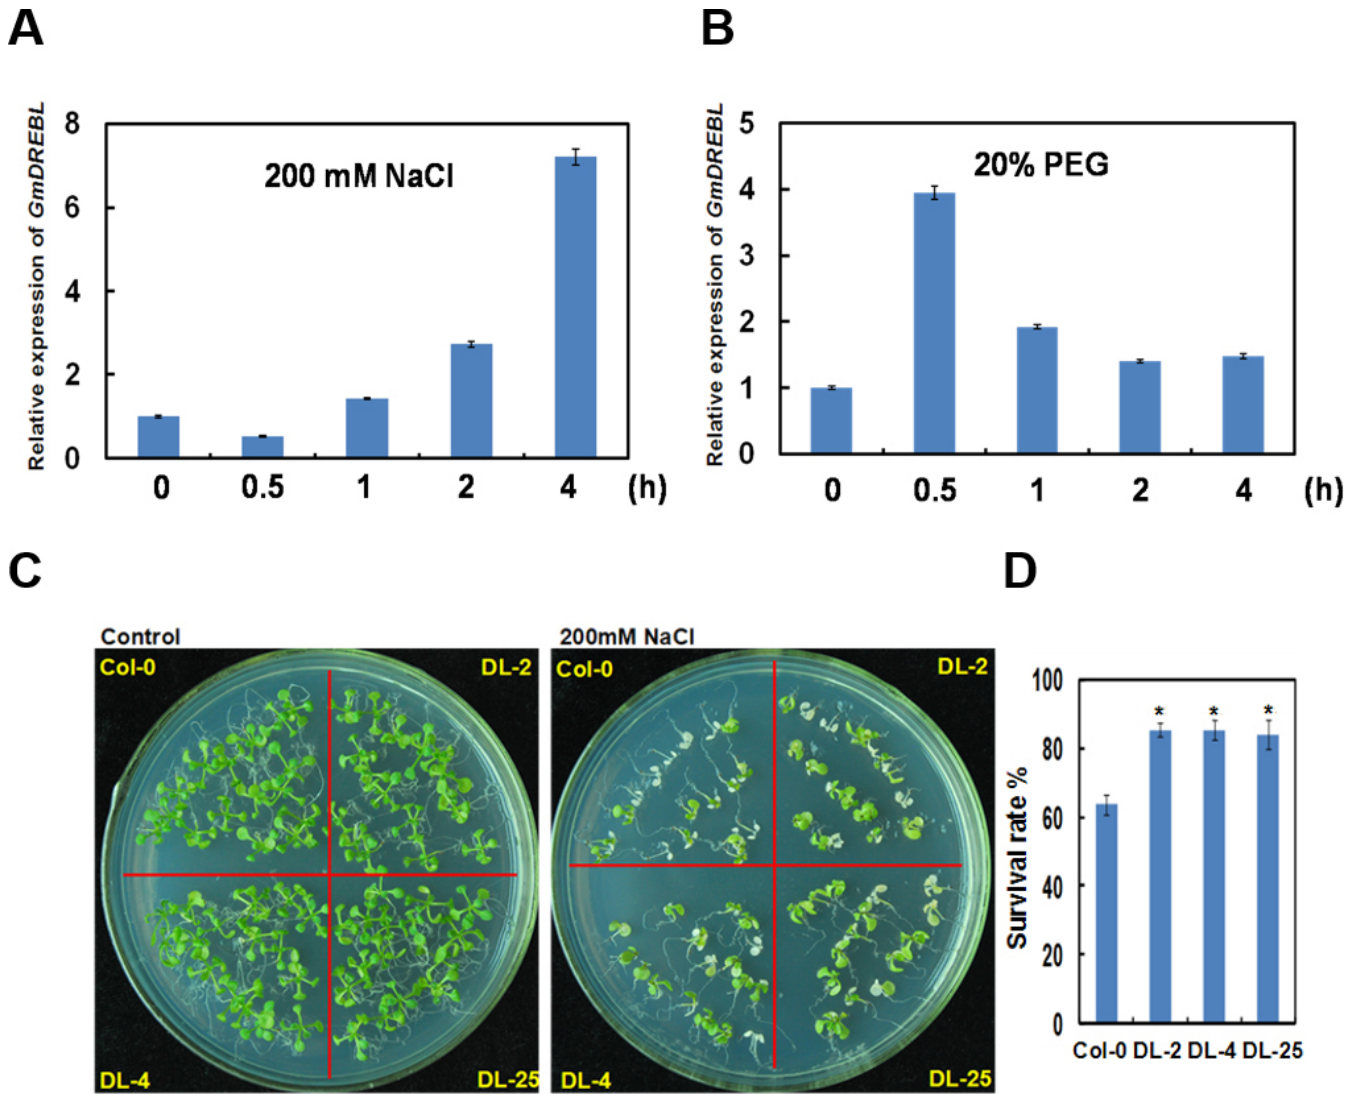 A
B
Relative expression of GmDREBL
8
6
4
2
0
200 mM NaCl
0 0.5 1 2 4 (h)
Relative expression of GmDREBL
5
4
3
2
1
0
20% PEG
0 0.5 1 2 4 (h)
C
Control
Col-0 DL-2
DL-4 DL-25
200mM NaCl
Col-0 DL-2
DL-4 DL-25
D
Survival rate %
100
80
60
40
20
0
* * *
Col-0 DL-2 DL-4 DL-25